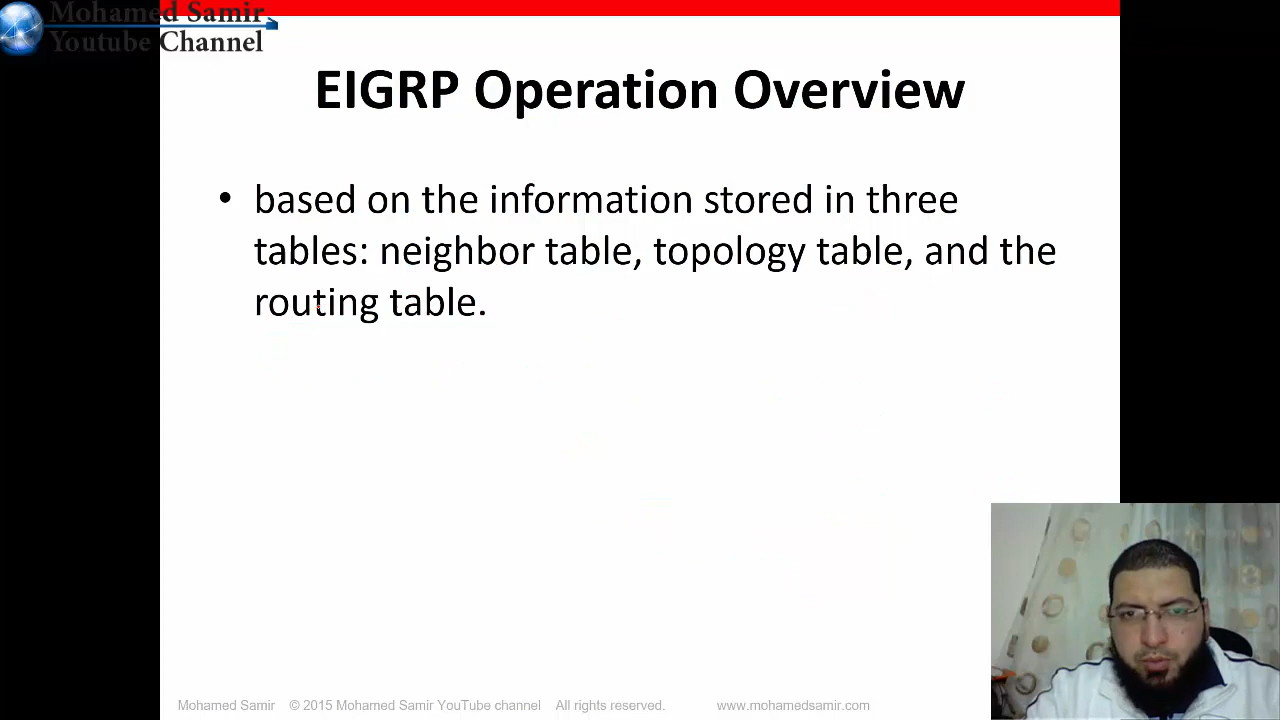 Mohamed Samir
Youtube Channel
EIGRP Operation Overview
• based on the information stored in three
tables: neighbor table, topology table, and the
routing table.
Mohamed Samir © 2015 Mohamed Samir YouTube channel All rights reserved. www.mohamedsamir.com